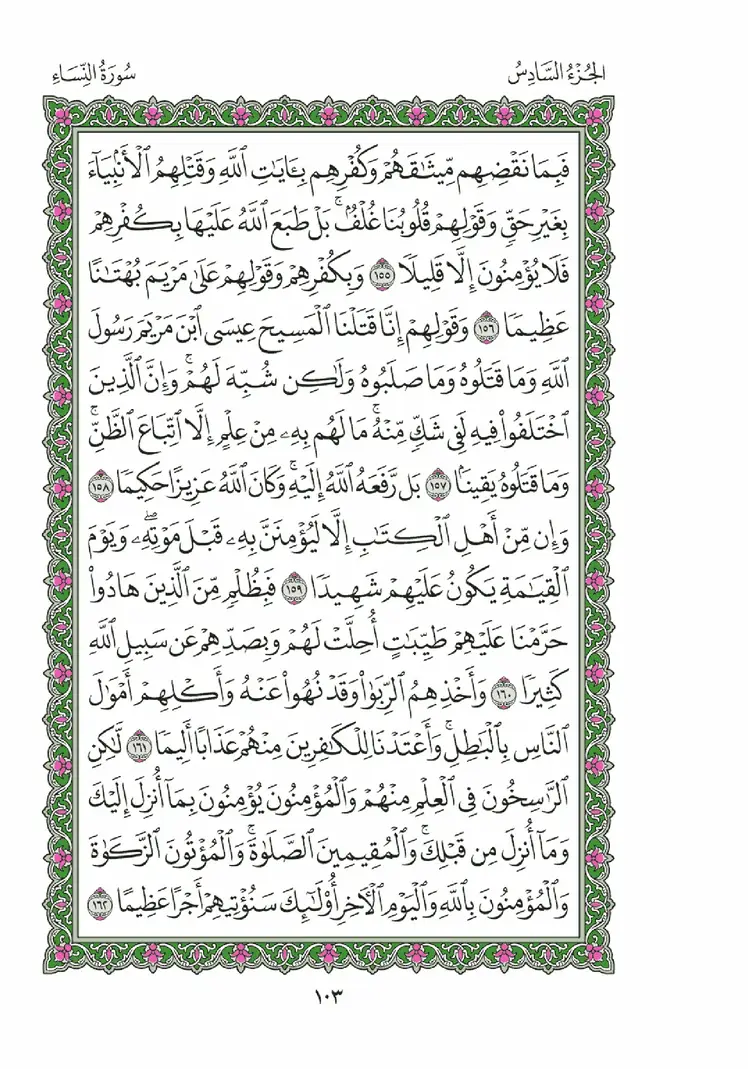 الجُزْءُ السَّادِسُ
سُورَةُ النِّسَاءِ
فَبِمَا نَقْضِهِم مِّيثَٰقَهُمْ وَكُفْرِهِم بِـَٔايَٰتِ ٱللَّهِ وَقَتْلِهِمُ ٱلْأَنۢبِيَآءَ
بِغَيْرِ حَقٍّ وَقَوْلِهِمْ قُلُوبُنَا غُلْفٌۢ ۚ بَلْ طَبَعَ ٱللَّهُ عَلَيْهَا بِكُفْرِهِمْ
فَلَا يُؤْمِنُونَ إِلَّا قَلِيلًا ١٥٥ وَبِكُفْرِهِمْ وَقَوْلِهِمْ عَلَىٰ مَرْيَمَ بُهْتَٰنًا
عَظِيمًا ١٥٦ وَقَوْلِهِمْ إِنَّا قَتَلْنَا ٱلْمَسِيحَ عِيسَى ٱبْنَ مَرْيَمَ رَسُولَ
ٱللَّهِ وَمَا قَتَلُوهُ وَمَا صَلَبُوهُ وَلَٰكِن شُبِّهَ لَهُمْ ۚ وَإِنَّ ٱلَّذِينَ
ٱخْتَلَفُوا۟ فِيهِ لَفِى شَكٍّ مِّنْهُ ۚ مَا لَهُم بِهِۦ مِنْ عِلْمٍ إِلَّا ٱتِّبَاعَ ٱلظَّنِّ ۚ
وَمَا قَتَلُوهُ يَقِينًۢا ١٥٧ بَل رَّفَعَهُ ٱللَّهُ إِلَيْهِ ۚ وَكَانَ ٱللَّهُ عَزِيزًا حَكِيمًا ١٥٨
وَإِن مِّنْ أَهْلِ ٱلْكِتَٰبِ إِلَّا لَيُؤْمِنَنَّ بِهِۦ قَبْلَ مَوْتِهِۦ ۖ وَيَوْمَ
ٱلْقِيَٰمَةِ يَكُونُ عَلَيْهِمْ شَهِيدًا ١٥٩ فَبِظُلْمٍ مِّنَ ٱلَّذِينَ هَادُوا۟
حَرَّمْنَا عَلَيْهِمْ طَيِّبَٰتٍ أُحِلَّتْ لَهُمْ وَبِصَدِّهِمْ عَن سَبِيلِ ٱللَّهِ
كَثِيرًا ١٦٠ وَأَخْذِهِمُ ٱلرِّبَوٰا۟ وَقَدْ نُهُوا۟ عَنْهُ وَأَكْلِهِمْ أَمْوَٰلَ
ٱلنَّاسِ بِٱلْبَٰطِلِ ۚ وَأَعْتَدْنَا لِلْكَٰفِرِينَ مِنْهُمْ عَذَابًا أَلِيمًا ١٦١ لَّٰكِنِ
ٱلرَّٰسِخُونَ فِى ٱلْعِلْمِ مِنْهُمْ وَٱلْمُؤْمِنُونَ يُؤْمِنُونَ بِمَآ أُنزِلَ إِلَيْكَ
وَمَآ أُنزِلَ مِن قَبْلِكَ ۚ وَٱلْمُقِيمِينَ ٱلصَّلَوٰةَ ۚ وَٱلْمُؤْتُونَ ٱلزَّكَوٰةَ
وَٱلْمُؤْمِنُونَ بِٱللَّهِ وَٱلْيَوْمِ ٱلْـَٔاخِرِ أُو۟لَٰٓئِكَ سَنُؤْتِيهِمْ أَجْرًا عَظِيمًا ١٦٢
١٠٣